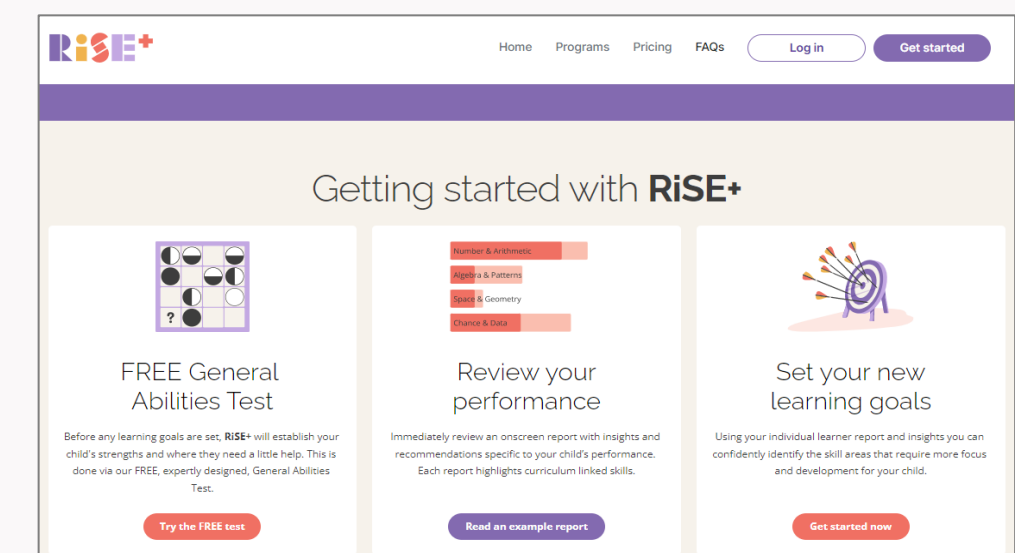 RiSE+
Home Programs Pricing FAQs Log in Get started
Getting started with RiSE+
?
FREE General
Abilities Test
Before any learning goals are set, RiSE+ will establish your
child's strengths and where they need a little help. This is
done via our FREE, expertly designed, General Abilities
Test.
Try the FREE test
Number & Arithmetic
Algebra & Patterns
Space & Geometry
Chance & Data
Review your
performance
Immediately review an onscreen report with insights and
recommendations specific to your child's performance.
Each report highlights curriculum linked skills.
Read an example report
Set your new
learning goals
Using your individual learner report and insights you can
confidently identify the skill areas that require more focus
and development for your child.
Get started now